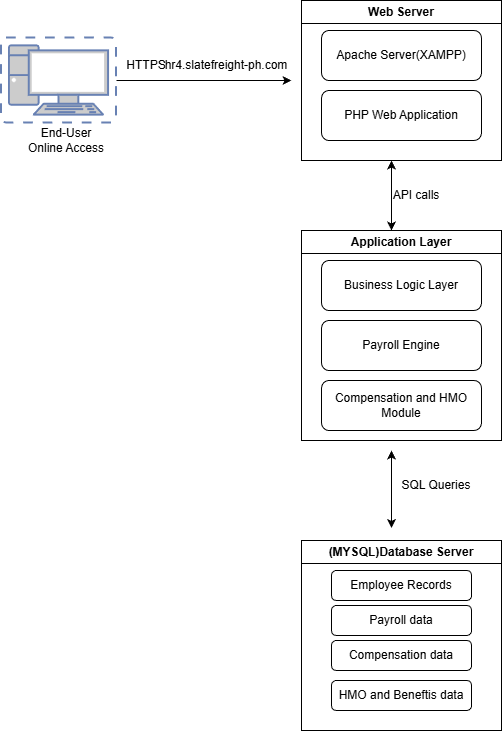 Web Server
Apache Server(XAMPP)
HTTPShr4.slatefreight-ph.com
PHP Web Application
End-User
Online Access
API calls
Application Layer
Business Logic Layer
Payroll Engine
Compensation and HMO
Module
SQL Queries
(MYSQL)Database Server
Employee Records
Payroll data
Compensation data
HMO and Beneftis data